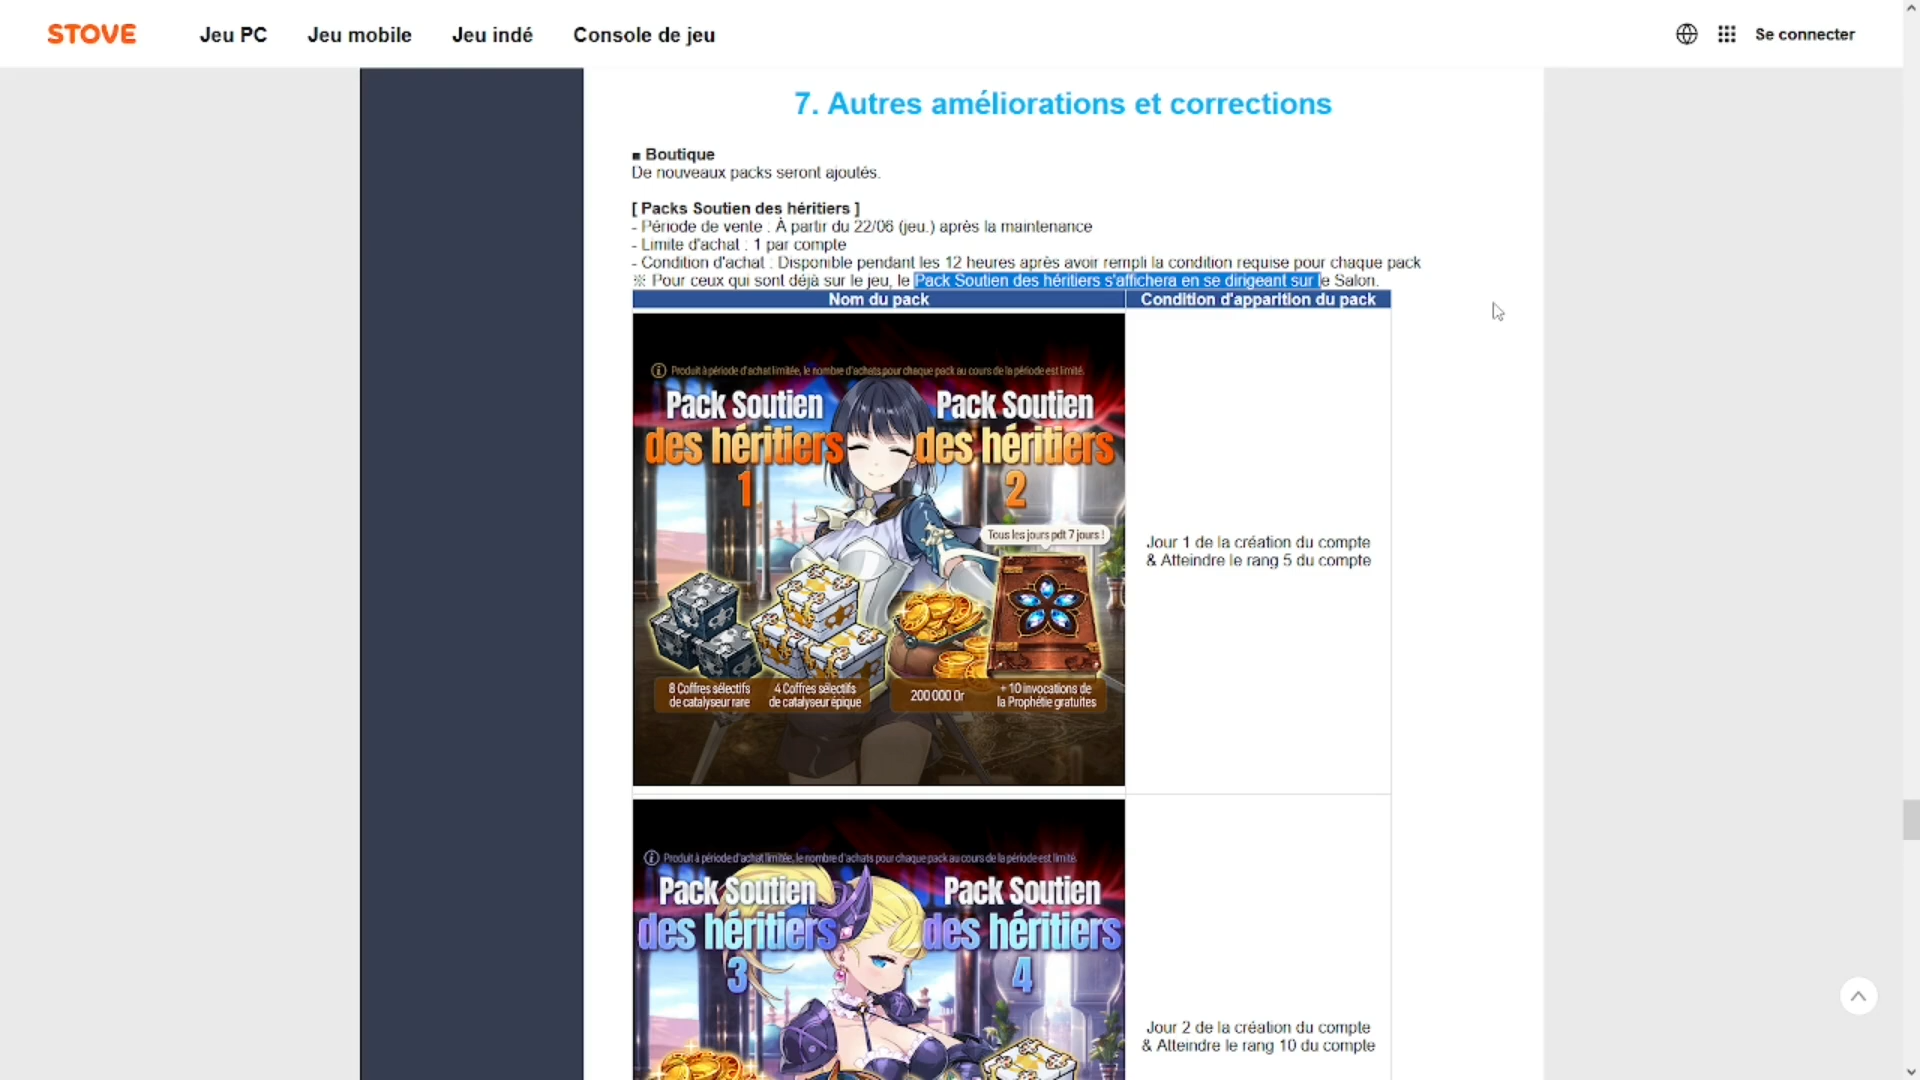 STOVE
Jeu PC
Jeu mobile
Jeu indé
Console de jeu
Se connecter
7. Autres améliorations et corrections
■ Boutique
De nouveaux packs seront ajoutés.
[ Packs Soutien des héritiers ]
- Période de vente : À partir du 22/06 (jeu.) après la maintenance
- Limite d'achat : 1 par compte
- Condition d'achat : Disponible pendant les 12 heures après avoir rempli la condition requise pour chaque pack
※ Pour ceux qui sont déjà sur le jeu, le Pack Soutien des héritiers s'affichera en se dirigeant sur le Salon.
Nom du pack
Condition d'apparition du pack
Produit à période d'achat limitée, le nombre d'achats pour chaque pack au cours de la période est limité.
Pack Soutien
des héritiers
1
Pack Soutien
des héritiers
2
Tous les jours pdt 7 jours !
8 Coffres sélectifs
de catalyseur rare
4 Coffres sélectifs
de catalyseur épique
200 000 Or
+ 10 invocations de
la Prophétie gratuites
Jour 1 de la création du compte
& Atteindre le rang 5 du compte
Produit à période d'achat limitée, le nombre d'achats pour chaque pack au cours de la période est limité.
Pack Soutien
des héritiers
3
Pack Soutien
des héritiers
4
Jour 2 de la création du compte
& Atteindre le rang 10 du compte